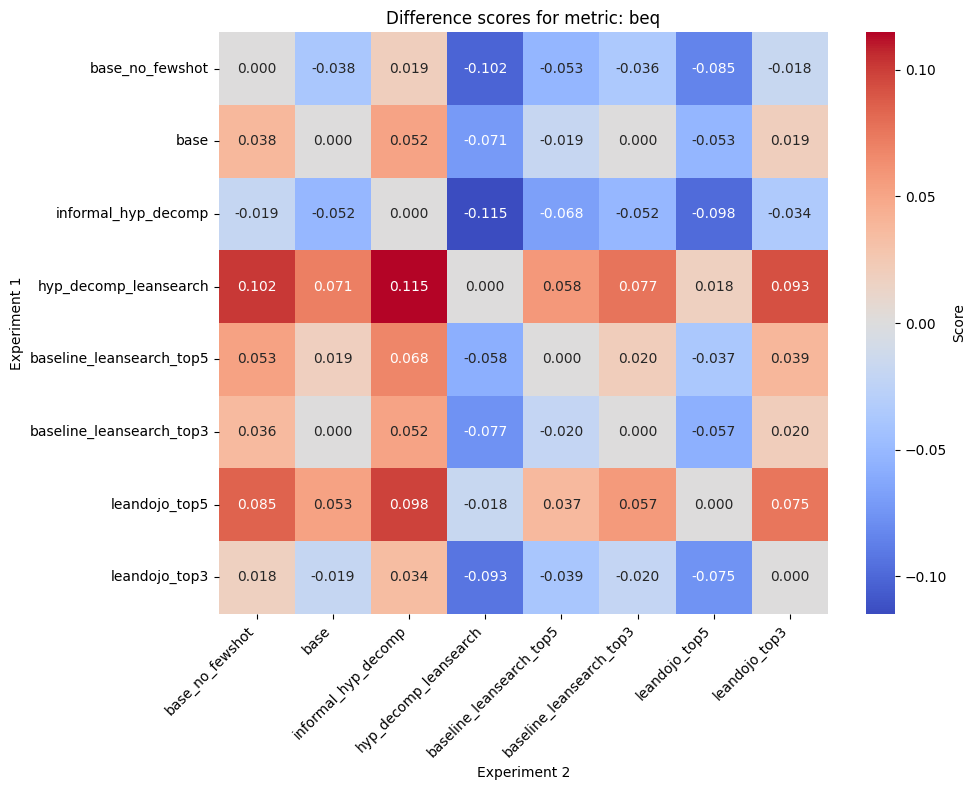 Difference scores for metric: beq
base_no_fewshot 0.000 -0.038 0.019 -0.102 -0.053 -0.036 -0.085 -0.018
base 0.038 0.000 0.052 -0.071 -0.019 0.000 -0.053 0.019
informal_hyp_decomp -0.019 -0.052 0.000 -0.115 -0.068 -0.052 -0.098 -0.034
hyp_decomp_leansearch 0.102 0.071 0.115 0.000 0.058 0.077 0.018 0.093
baseline_leansearch_top5 0.053 0.019 0.068 -0.058 0.000 0.020 -0.037 0.039
baseline_leansearch_top3 0.036 0.000 0.052 -0.077 -0.020 0.000 -0.057 0.020
leandojo_top5 0.085 0.053 0.098 -0.018 0.037 0.057 0.000 0.075
leandojo_top3 0.018 -0.019 0.034 -0.093 -0.039 -0.020 -0.075 0.000
Experiment 1
base_no_fewshot
base
informal_hyp_decomp
hyp_decomp_leansearch
baseline_leansearch_top5
baseline_leansearch_top3
leandojo_top5
leandojo_top3
Experiment 2
0.10
0.05
0.00
−0.05
−0.10
Score